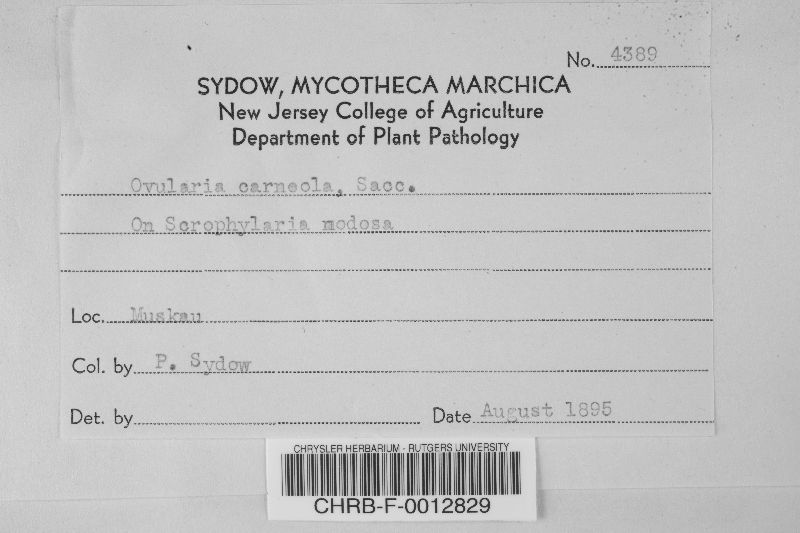 No. 4389
SYDOW, MYCOTHECA MARCHICA
New Jersey College of Agriculture
Department of Plant Pathology
Ovularia carneola, Sacc.
On Scrophylaria modosa
Loc. Muskau
Col. by P. Sydow
Det. by
Date August 1895
CHRYSLER HERBARIUM - RUTGERS UNIVERSITY
CHRB-F-0012829